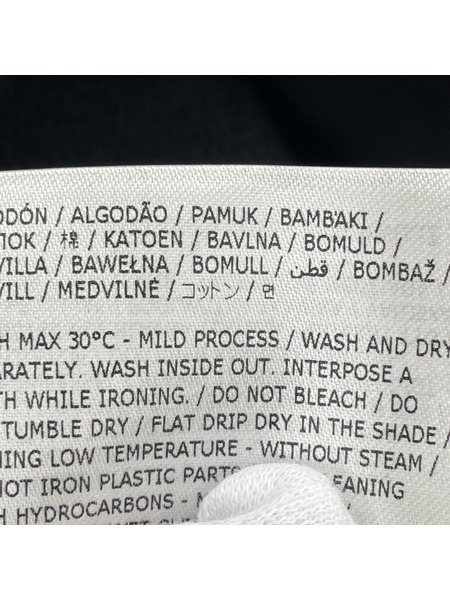 ODÓN / ALGODÃO / PAMUK / BAMBAKI /
ПОК / 棉 / KATOEN / BAVLNA / BOMULD /
VILLA / BAWEŁNA / BOMULL / قطن / BOMBAŽ /
VILL / MEDVILNĖ / コットン / 면
H MAX 30°C - MILD PROCESS / WASH AND DRY
ARATELY. WASH INSIDE OUT. INTERPOSE A
TH WHILE IRONING. / DO NOT BLEACH / DO
TUMBLE DRY / FLAT DRIP DRY IN THE SHADE /
NING LOW TEMPERATURE - WITHOUT STEAM /
NOT IRON PLASTIC PARTS EANING
H HYDROCARBONS - M